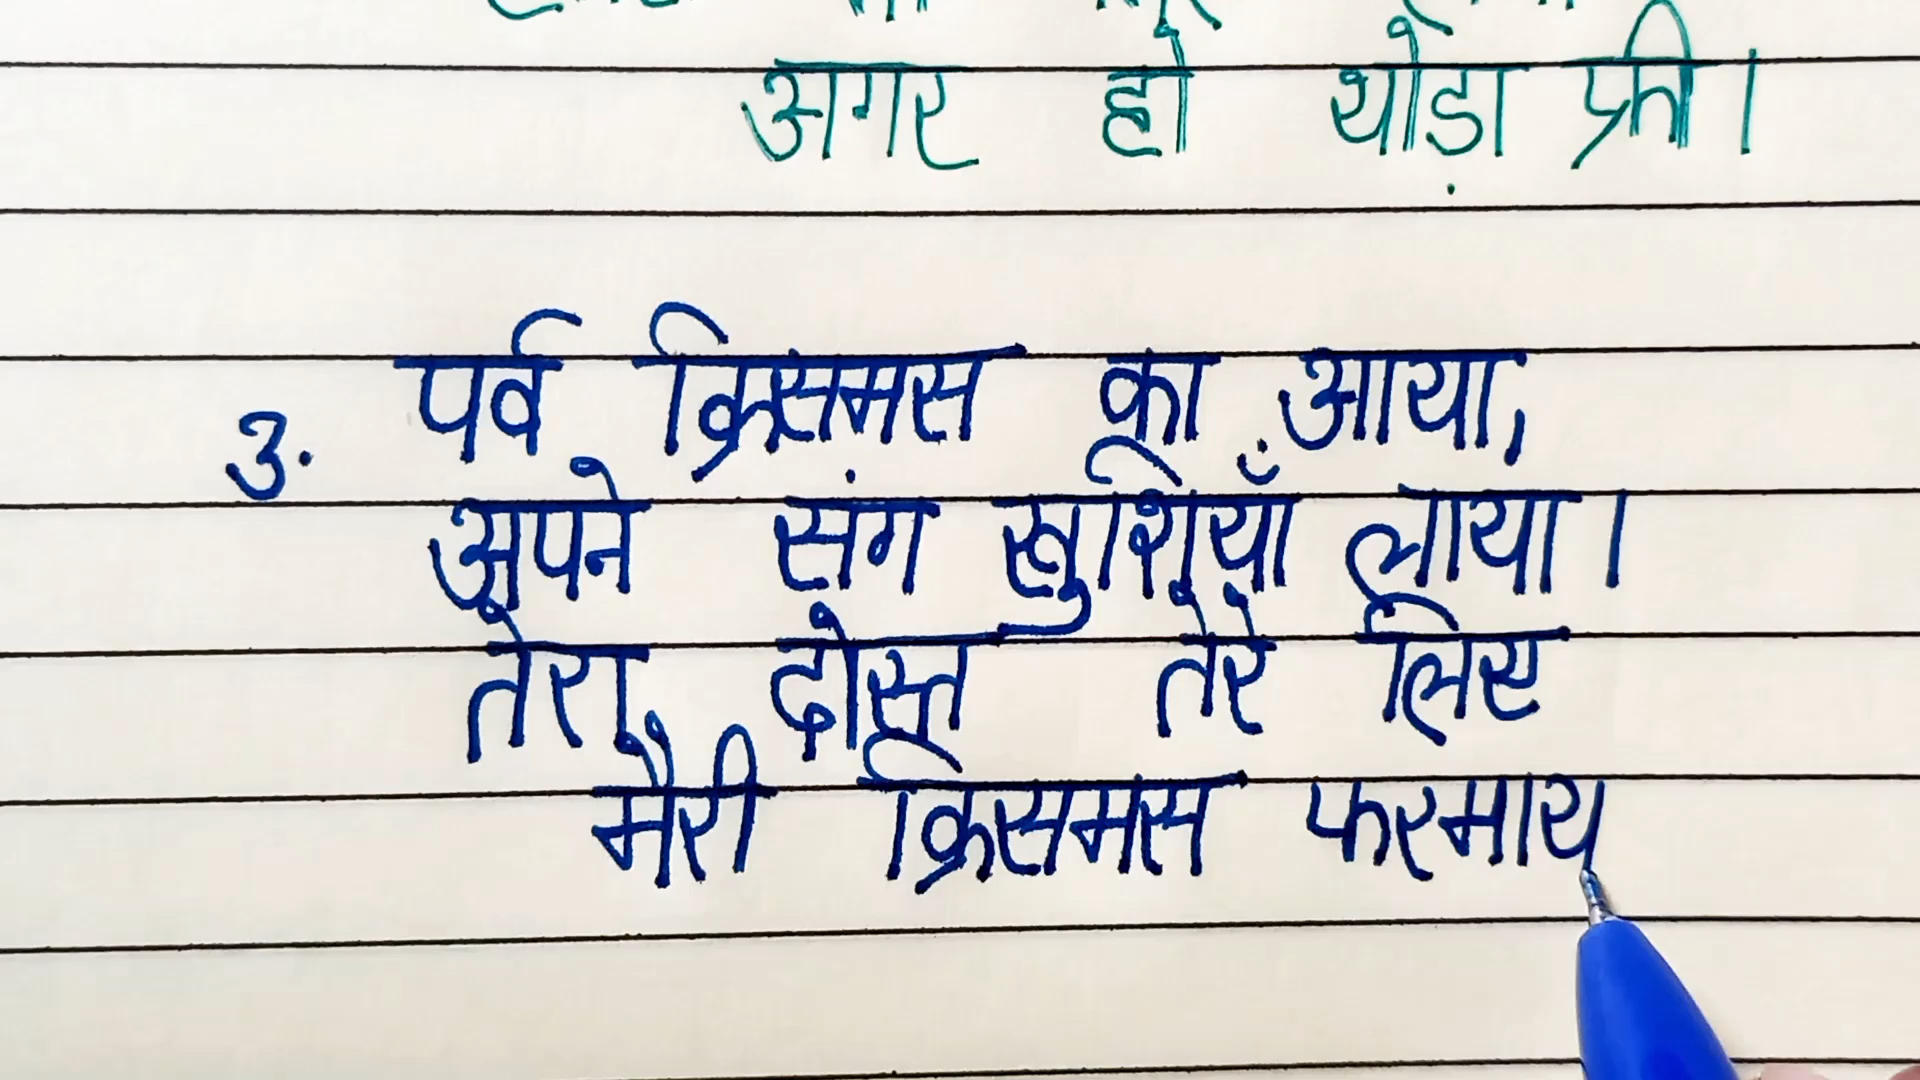 अगर हो थोड़ा फ्री।
3. पर्व क्रिसमस का आया,
अपने संग खुशियाँ लाया।
तेरा दोस्त तेरे लिए
मैरी क्रिसमस फरमाय